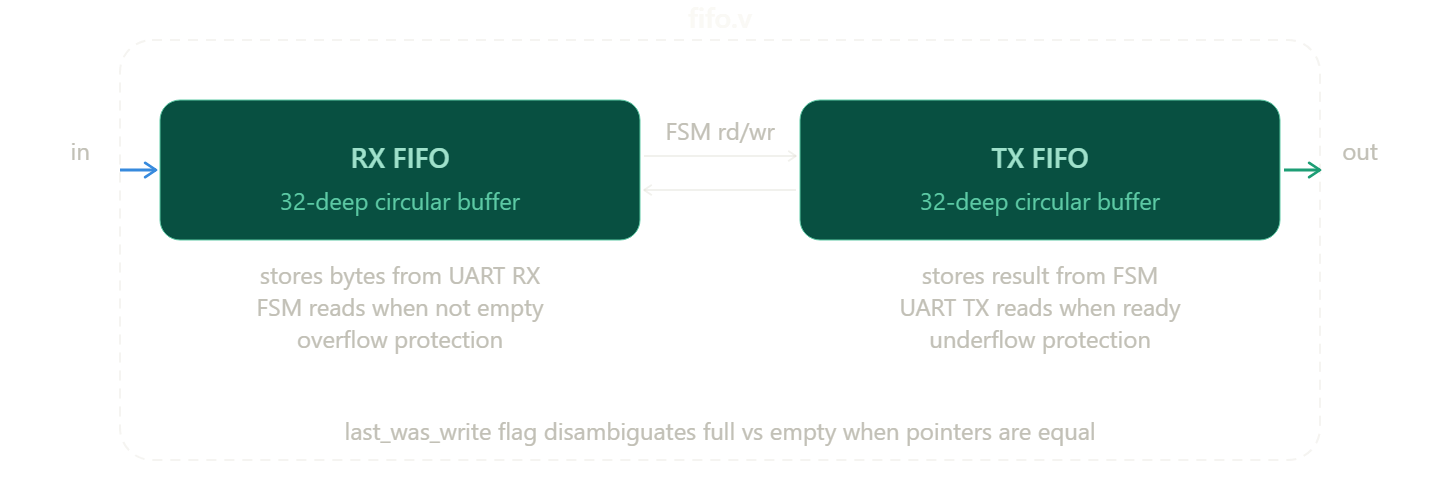 fifo.v
in
RX FIFO
32-deep circular buffer
FSM rd/wr
TX FIFO
32-deep circular buffer
out
stores bytes from UART RX
FSM reads when not empty
overflow protection
stores result from FSM
UART TX reads when ready
underflow protection
last_was_write flag disambiguates full vs empty when pointers are equal